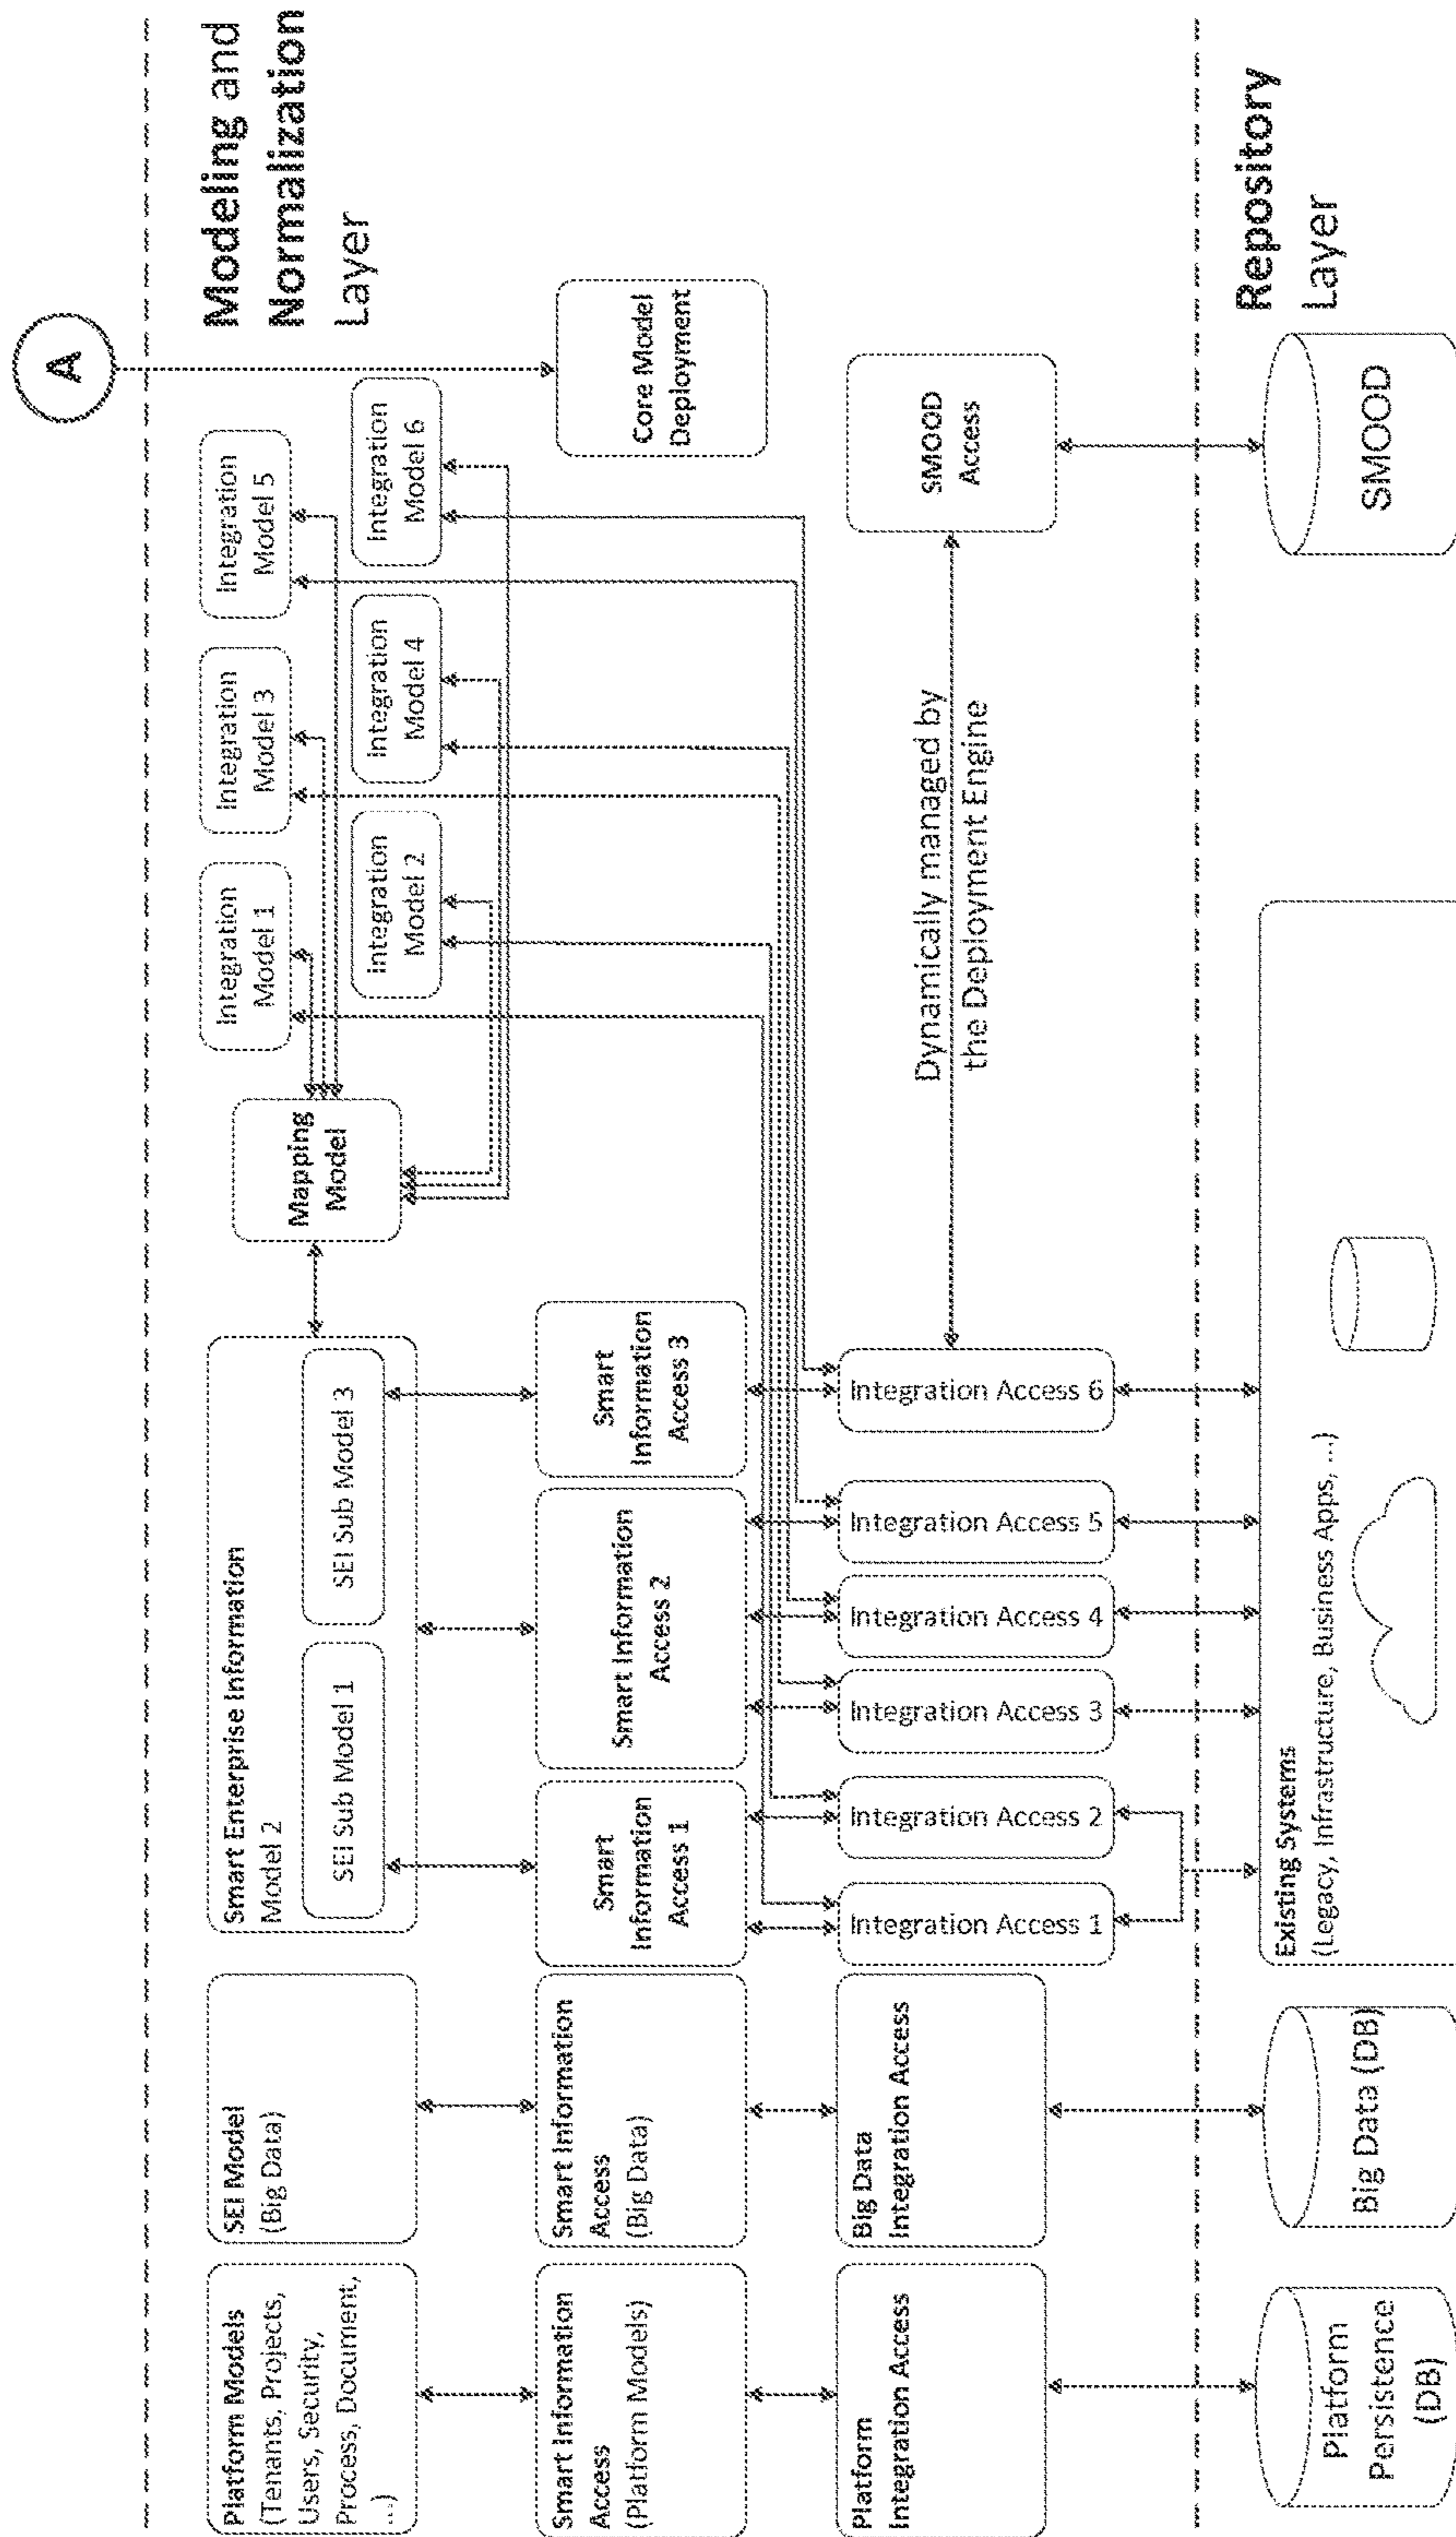 A
Platform Models
(Tenants, Projects,
Users, Security,
Process, Document,
...)
SEI Model
(Big Data)
Smart Enterprise Information
Model 2
SEI Sub Model 1
SEI Sub Model 3
Mapping
Model
Integration
Model 1
Integration
Model 3
Integration
Model 5
Integration
Model 2
Integration
Model 4
Integration
Model 6
Modeling and
Normalization
Layer
Smart Information
Access
(Platform Models)
Smart Information
Access
(Big Data)
Smart
Information
Access 1
Smart Information
Access 2
Smart
Information
Access 3
Core Model
Deployment
Platform
Integration Access
Big Data
Integration Access
Integration Access 1
Integration Access 2
Integration Access 3
Integration Access 4
Integration Access 5
Integration Access 6
Dynamically managed by
the Deployment Engine
SMOOD
Access
Platform
Persistence
(DB)
Big Data (DB)
Existing Systems
(Legacy, Infrastructure, Business Apps, ...)
SMOOD
Repository
Layer